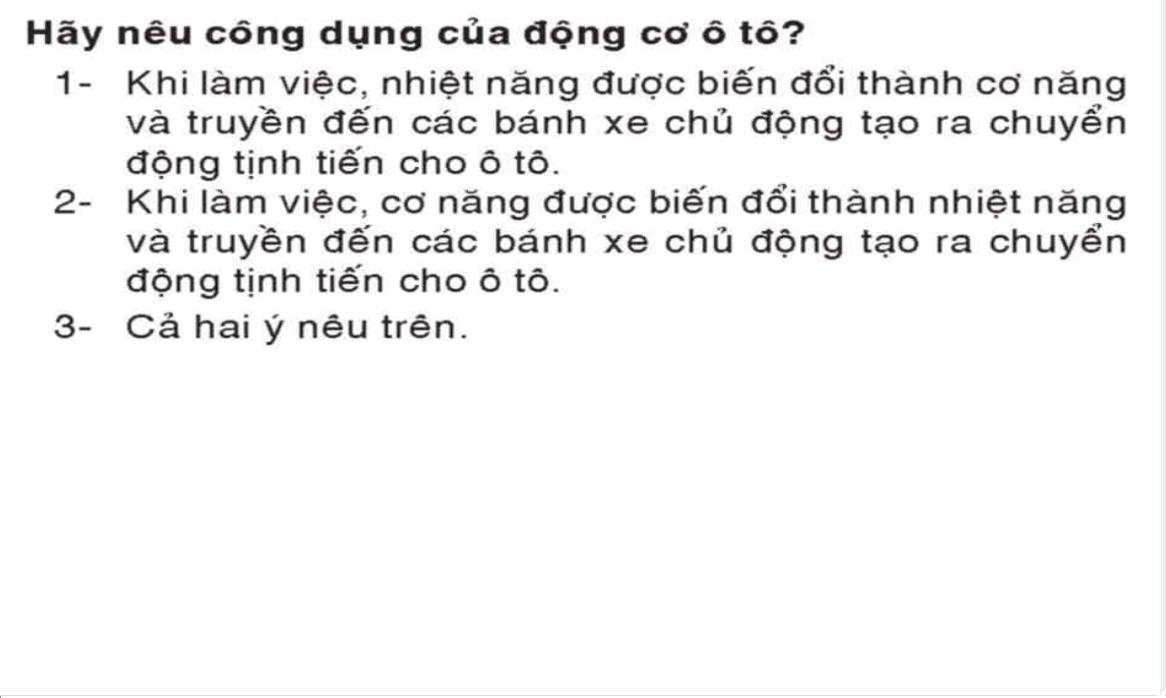 Hãy nêu công dụng của động cơ ô tô?
1- Khi làm việc, nhiệt năng được biến đổi thành cơ năng
và truyền đến các bánh xe chủ động tạo ra chuyển
động tịnh tiến cho ô tô.
2- Khi làm việc, cơ năng được biến đổi thành nhiệt năng
và truyền đến các bánh xe chủ động tạo ra chuyển
động tịnh tiến cho ô tô.
3- Cả hai ý nêu trên.